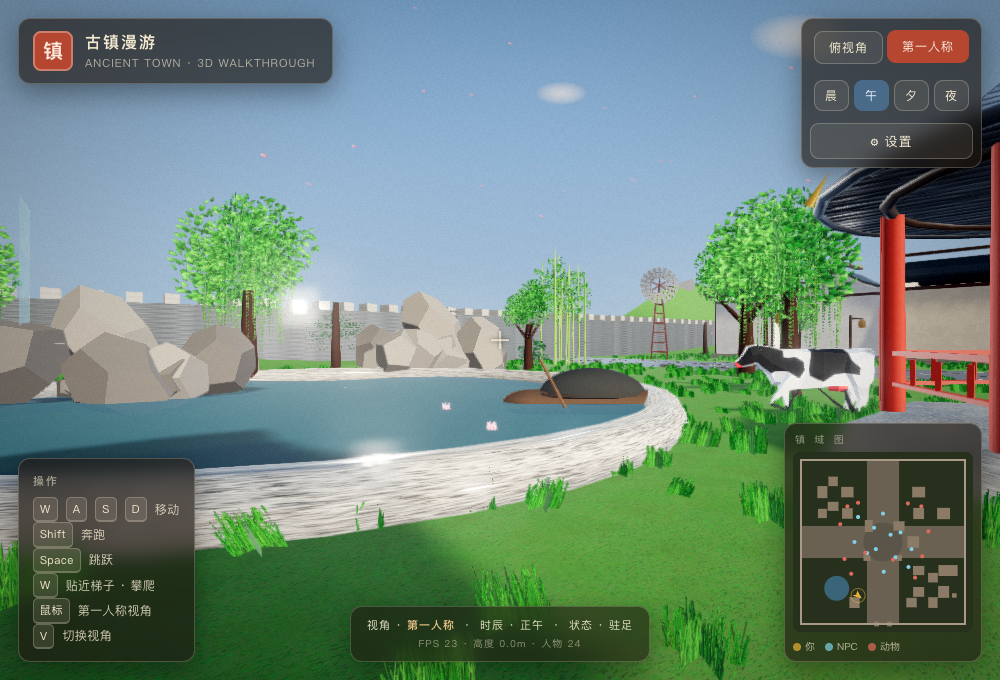 镇
古镇漫游
ANCIENT TOWN · 3D WALKTHROUGH
俯视角 第一人称
晨 午 夕 夜
⚙ 设置
操作
W A S D 移动
Shift 奔跑
Space 跳跃
W 贴近梯子 · 攀爬
鼠标 第一人称视角
V 切换视角
视角 · 第一人称 · 时辰 · 正午 · 状态 · 驻足
FPS 23 · 高度 0.0m · 人物 24
镇域图
你 NPC 动物